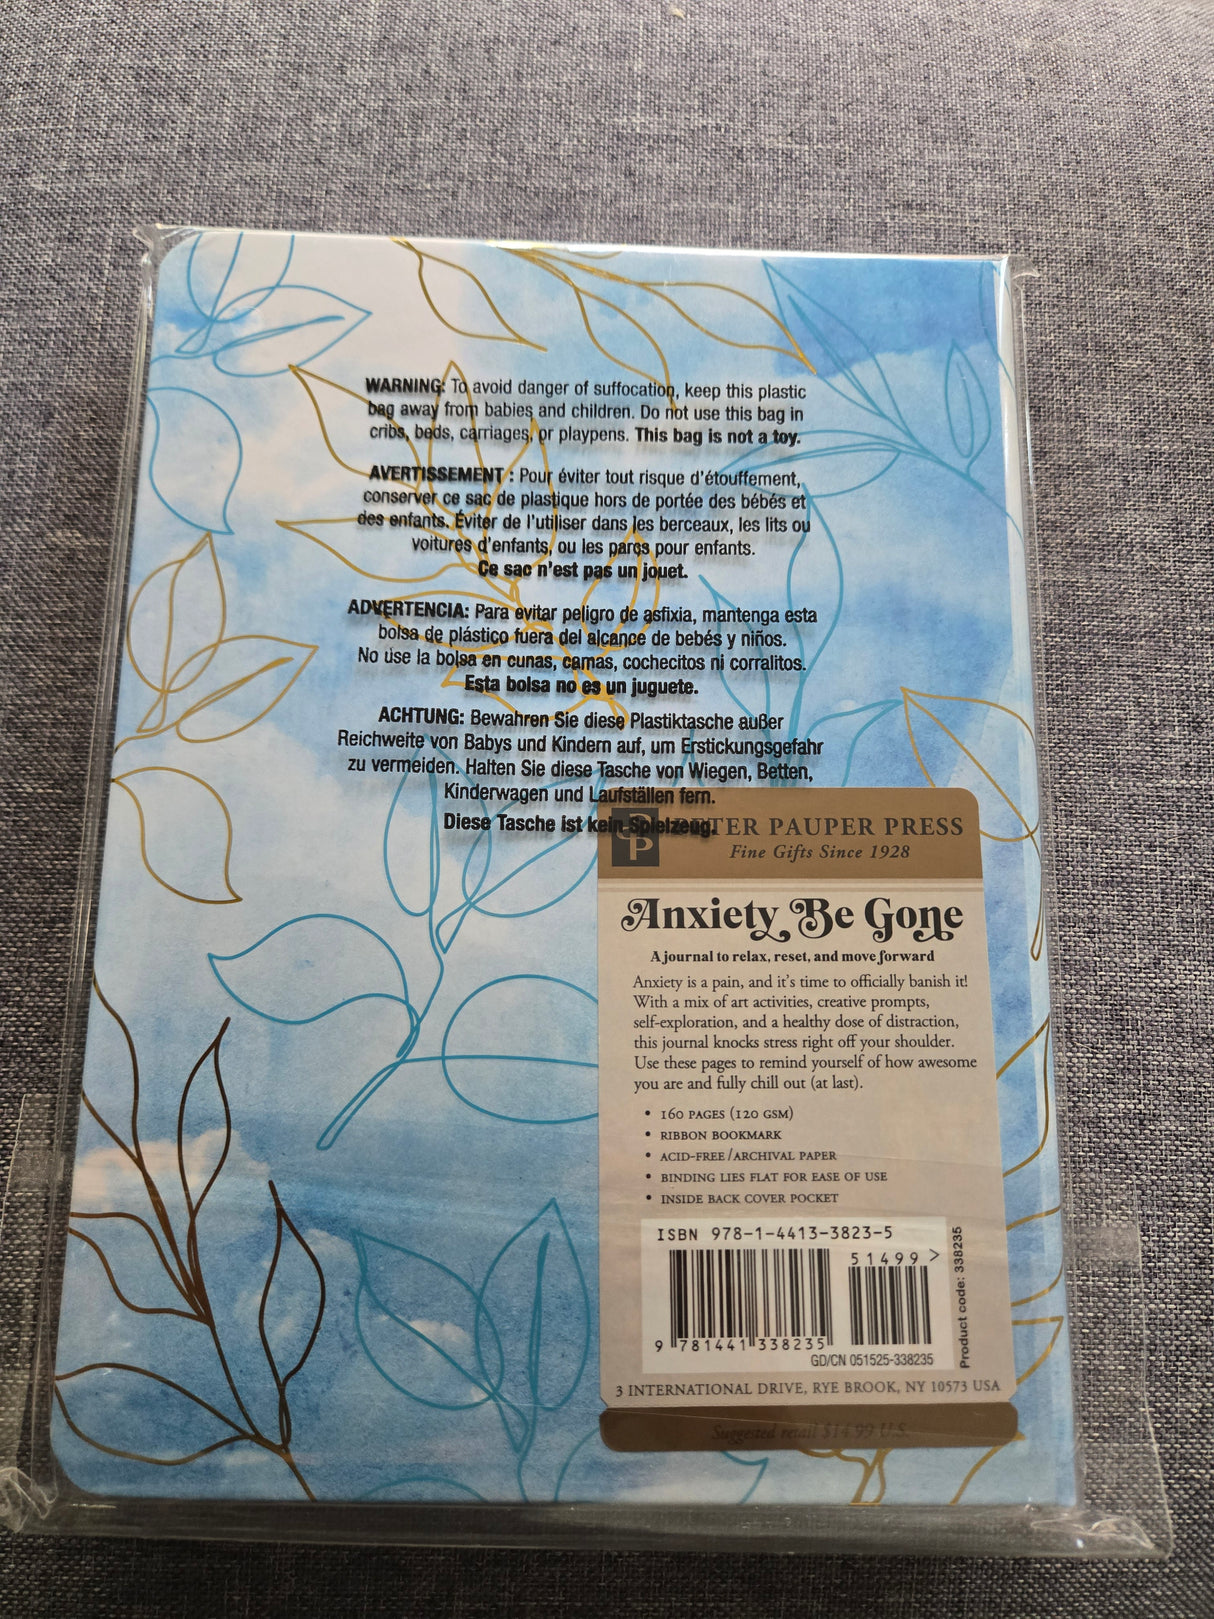 WARNING: To avoid danger of suffocation, keep this plastic
bag away from babies and children. Do not use this bag in
cribs, beds, carriages, or playpens. This bag is not a toy.
AVERTISSEMENT : Pour éviter tout risque d'étouffement,
conserver ce sac de plastique hors de portée des bébés et
des enfants. Éviter de l'utiliser dans les berceaux, les lits ou
voitures d'enfants, ou les parcs pour enfants.
Ce sac n'est pas un jouet.
ADVERTENCIA: Para evitar peligro de asfixia, mantenga esta
bolsa de plástico fuera del alcance de bebés y niños.
No use la bolsa en cunas, camas, cochecitos ni corralitos.
Esta bolsa no es un juguete.
ACHTUNG: Bewahren Sie diese Plastiktasche außer
Reichweite von Babys und Kindern auf, um Erstickungsgefahr
zu vermeiden. Halten Sie diese Tasche von Wiegen, Betten,
Kinderwagen und Laufställen fern.
Diese Tasche ist kein Spielzeug.
PETER PAUPER PRESS
Fine Gifts Since 1928
Anxiety Be Gone
A journal to relax, reset, and move forward
Anxiety is a pain, and it's time to officially banish it!
With a mix of art activities, creative prompts,
self-exploration, and a healthy dose of distraction,
this journal knocks stress right off your shoulder.
Use these pages to remind yourself of how awesome
you are and fully chill out (at last).
• 160 PAGES (120 GSM)
• RIBBON BOOKMARK
• ACID-FREE/ARCHIVAL PAPER
• BINDING LIES FLAT FOR EASE OF USE
• INSIDE BACK COVER POCKET
ISBN 978-1-4413-3823-5
51499 >
9 781441 338235
GD/CN 051525-338235
Product code: 338235
3 INTERNATIONAL DRIVE, RYE BROOK, NY 10573 USA
Suggested retail $14.99 U.S.